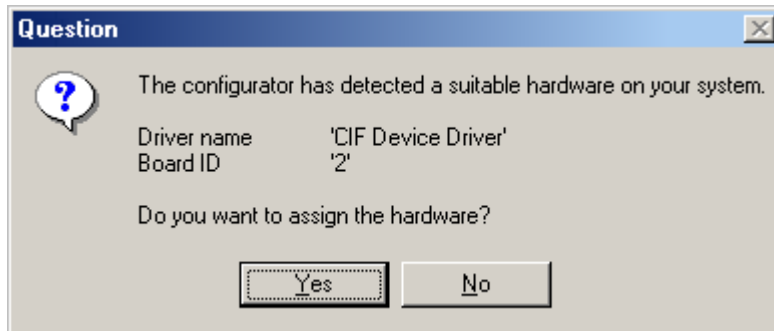 Question
?
The configurator has detected a suitable hardware on your system.
Driver name 'CIF Device Driver'
Board ID '2'
Do you want to assign the hardware?
Yes No